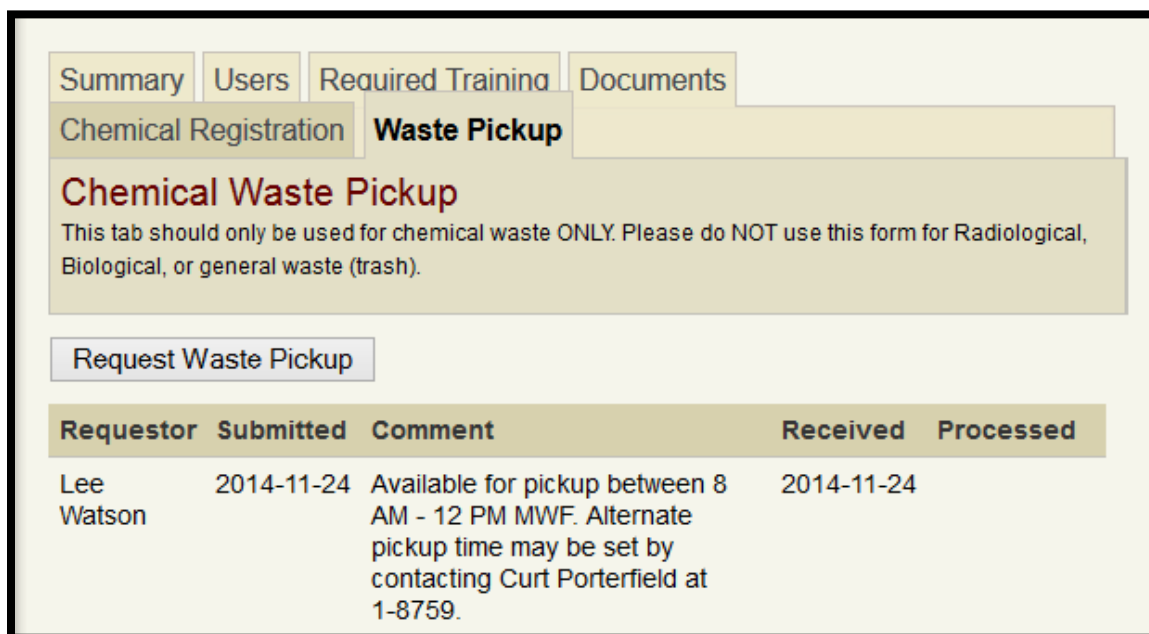 Summary Users Required Training Documents
Chemical Registration Waste Pickup
Chemical Waste Pickup
This tab should only be used for chemical waste ONLY. Please do NOT use this form for Radiological,
Biological, or general waste (trash).
Request Waste Pickup
Requestor Submitted Comment Received Processed
Lee 2014-11-24 Available for pickup between 8 2014-11-24
Watson AM - 12 PM MWF. Alternate
pickup time may be set by
contacting Curt Porterfield at
1-8759.